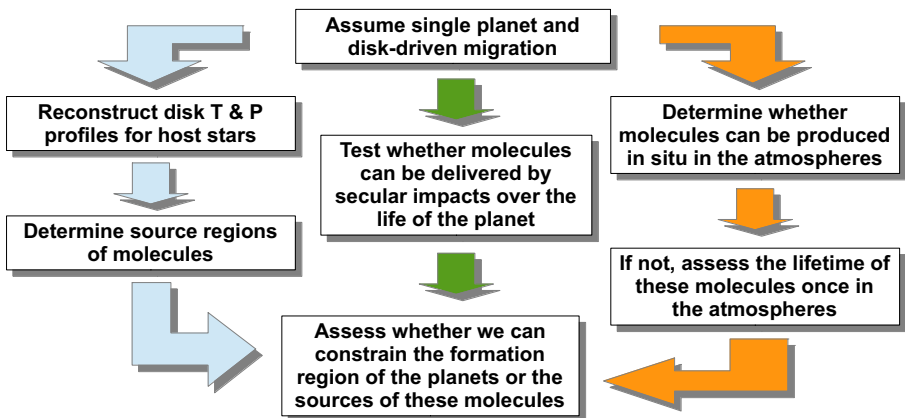 Assume single planet and
disk-driven migration
Reconstruct disk T & P
profiles for host stars
Determine source regions
of molecules
Test whether molecules
can be delivered by
secular impacts over the
life of the planet
Determine whether
molecules can be produced
in situ in the atmospheres
If not, assess the lifetime of
these molecules once in
the atmospheres
Assess whether we can
constrain the formation
region of the planets or the
sources of these molecules